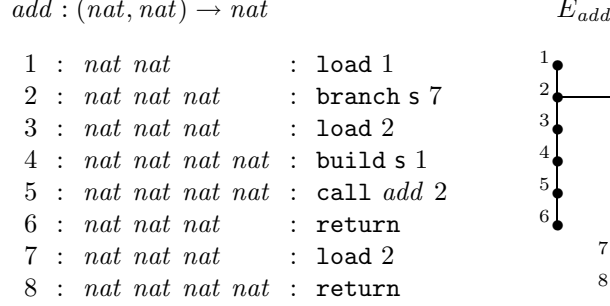 add : (nat, nat) → nat E_add
1 : nat nat : load 1
2 : nat nat nat : branch s 7
3 : nat nat nat : load 2
4 : nat nat nat nat : build s 1
5 : nat nat nat nat : call add 2
6 : nat nat nat : return
7 : nat nat nat : load 2
8 : nat nat nat nat : return
1
2
3
4
5
6
7
8